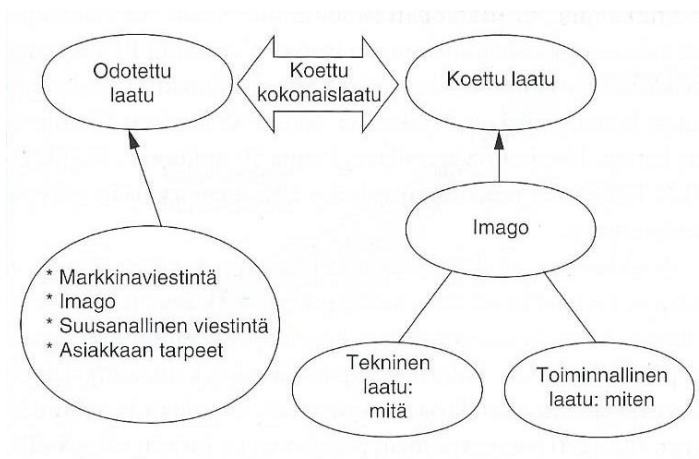 Odotettu
laatu
Koettu
kokonaislaatu
Koettu laatu
Imago
* Markkinaviestintä
* Imago
* Suusanallinen viestintä
* Asiakkaan tarpeet
Tekninen
laatu:
mitä
Toiminnallinen
laatu: miten